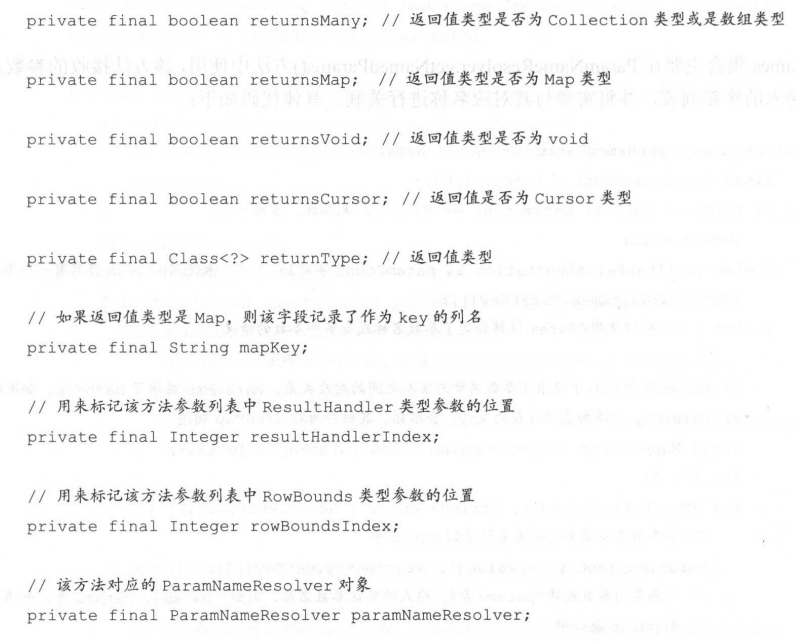 private final boolean returnsMany; // 返回值类型是否为 Collection 类型或是数组类型
private final boolean returnsMap; // 返回值类型是否为 Map 类型
private final boolean returnsVoid; // 返回值类型是否为 void
private final boolean returnsCursor; // 返回值是否为 Cursor 类型
private final Class<?> returnType; // 返回值类型
// 如果返回值类型是 Map，则该字段记录了作为 key 的列名
private final String mapKey;
// 用来标记该方法参数列表中 ResultHandler 类型参数的位置
private final Integer resultHandlerIndex;
// 用来标记该方法参数列表中 RowBounds 类型参数的位置
private final Integer rowBoundsIndex;
// 该方法对应的 ParamNameResolver 对象
private final ParamNameResolver paramNameResolver;